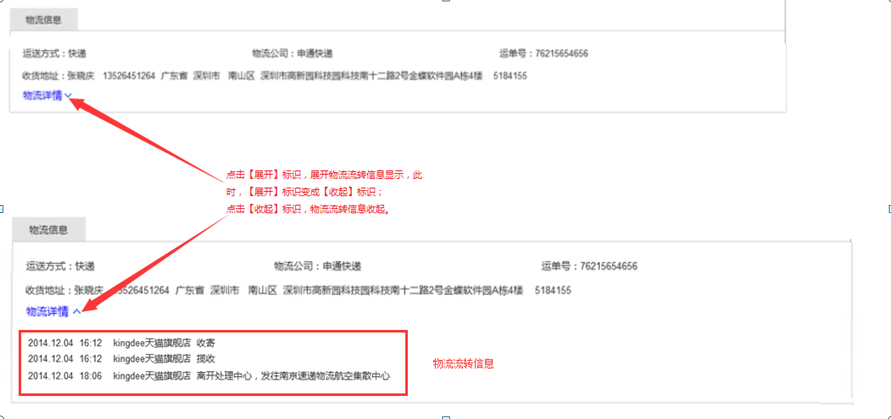 物流信息
运送方式：快递 物流公司：申通快递 运单号：76215654656
收货地址：张晓庆 13526451264 广东省 深圳市 南山区 深圳市高新园科技园科技南十二路2号金蝶软件园A栋4楼 5184155
物流详情
点击【展开】标识，展开物流流转信息显示，此
时，【展开】标识变成【收起】标识；
点击【收起】标识，物流流转信息收起。
物流信息
运送方式：快递 物流公司：申通快递 运单号：76215654656
收货地址：张晓庆 3526451264 广东省 深圳市 南山区 深圳市高新园科技园科技南十二路2号金蝶软件园A栋4楼 5184155
物流详情
2014.12.04 16:12 kingdee天猫旗舰店 收寄
2014.12.04 16:12 kingdee天猫旗舰店 揽收
2014.12.04 18:06 kingdee天猫旗舰店 离开处理中心，发往南京速递物流航空集散中心
物流流转信息